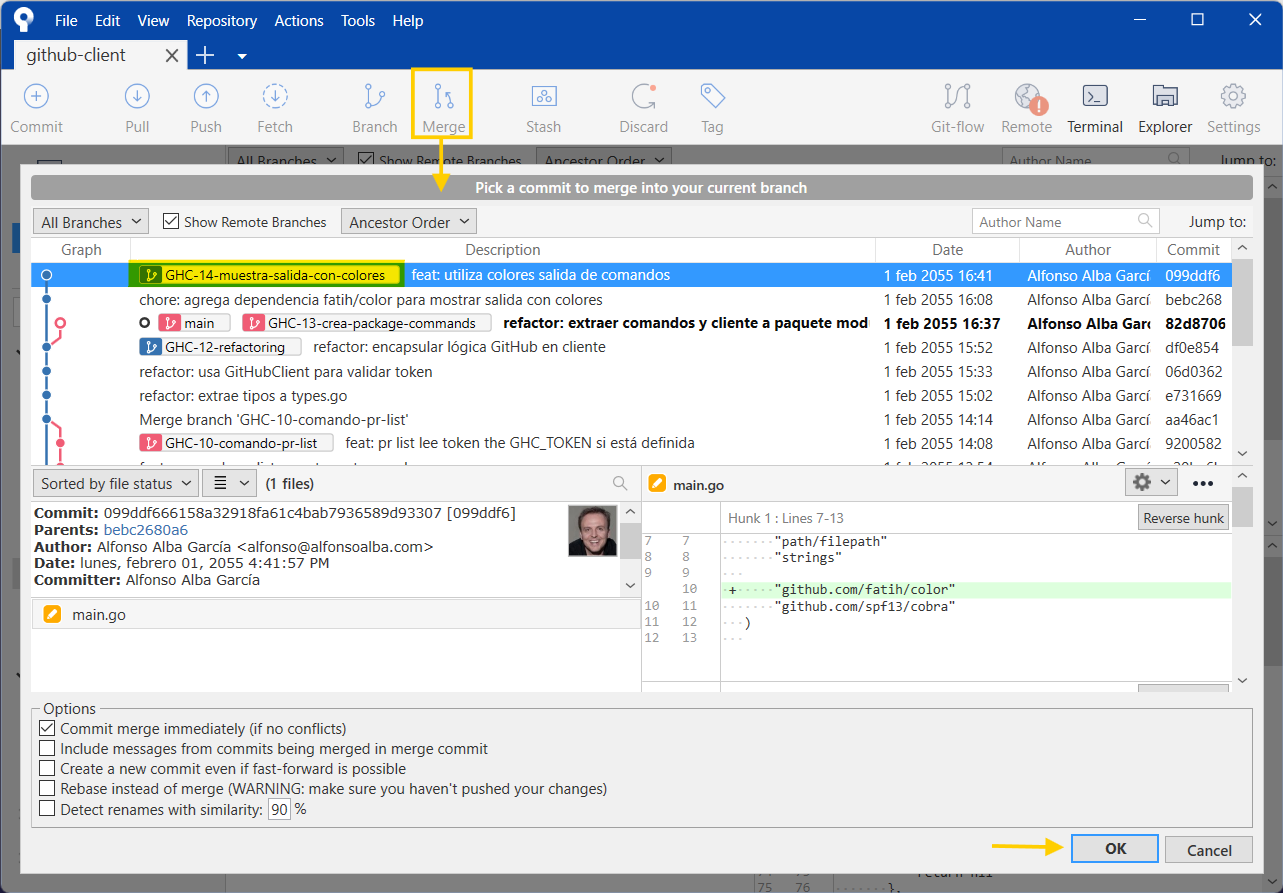 File Edit View Repository Actions Tools Help
github-client
Commit Pull Push Fetch Branch Merge Stash Discard Tag Git-flow Remote Terminal Explorer Settings
All Branches Show Remote Branches Ancestor Order Author Name Jump to:
Pick a commit to merge into your current branch
All Branches Show Remote Branches Ancestor Order Author Name Jump to:
Graph Description Date Author Commit
GHC-14-muestra-salida-con-colores feat: utiliza colores salida de comandos 1 feb 2055 16:41 Alfonso Alba Garcí 099ddf6
chore: agrega dependencia fatih/color para mostrar salida con colores 1 feb 2055 16:08 Alfonso Alba Garcí bebc268
main GHC-13-crea-package-commands refactor: extraer comandos y cliente a paquete modu 1 feb 2055 16:37 Alfonso Alba Garc 82d8706
GHC-12-refactoring refactor: encapsular lógica GitHub en cliente 1 feb 2055 15:52 Alfonso Alba Garcí df0e854
refactor: usa GitHubClient para validar token 1 feb 2055 15:33 Alfonso Alba Garcí 06d0362
refactor: extrae tipos a types.go 1 feb 2055 15:02 Alfonso Alba Garcí e731669
Merge branch 'GHC-10-comando-pr-list' 1 feb 2055 14:14 Alfonso Alba Garcí aa46ac1
GHC-10-comando-pr-list feat: pr list lee token the GHC_TOKEN si está definida 1 feb 2055 14:08 Alfonso Alba Garcí 9200582
Sorted by file status (1 files)
Commit: 099ddf666158a32918fa61c4bab7936589d93307 [099ddf6]
Parents: bebc2680a6
Author: Alfonso Alba García <alfonso@alfonsoalba.com>
Date: lunes, febrero 01, 2055 4:41:57 PM
Committer: Alfonso Alba García
main.go
main.go
Hunk 1 : Lines 7-13 Reverse hunk
7 7 "path/filepath"
8 8 "strings"
9 9
10 + "github.com/fatih/color"
10 11 "github.com/spf13/cobra"
11 12 )
12 13
Options
Commit merge immediately (if no conflicts)
Include messages from commits being merged in merge commit
Create a new commit even if fast-forward is possible
Rebase instead of merge (WARNING: make sure you haven't pushed your changes)
Detect renames with similarity: 90 %
OK Cancel
75 76 },